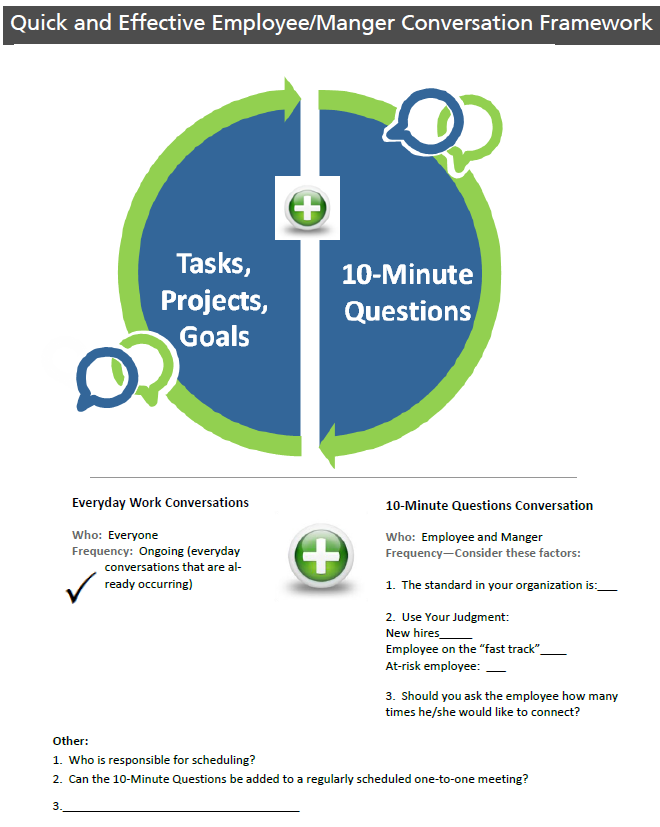 Quick and Effective Employee/Manger Conversation Framework
Tasks,
Projects,
Goals
10-Minute
Questions
Everyday Work Conversations
Who: Everyone
Frequency: Ongoing (everyday
conversations that are al-
ready occurring)
10-Minute Questions Conversation
Who: Employee and Manger
Frequency—Consider these factors:
1. The standard in your organization is:___
2. Use Your Judgment:
New hires_____
Employee on the “fast track”____
At-risk employee: ___
3. Should you ask the employee how many
times he/she would like to connect?
Other:
1. Who is responsible for scheduling?
2. Can the 10-Minute Questions be added to a regularly scheduled one-to-one meeting?
3.____________________________________